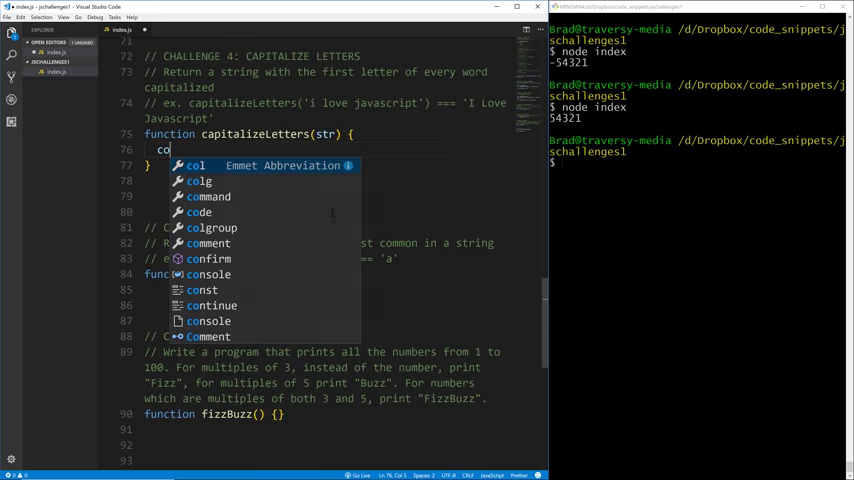 index.js - jschallenges1 - Visual Studio Code
File Edit Selection View Go Debug Tasks Help
EXPLORER
OPEN EDITORS 1 UNSAVED
index.js
JSCHALLENGES1
index.js
index.js
71
72 // CHALLENGE 4: CAPITALIZE LETTERS
73 // Return a string with the first letter of every word
capitalized
74 // ex. capitalizeLetters('i love javascript') === 'I Love
Javascript'
75 function capitalizeLetters(str) {
76 co
77 }
col Emmet Abbreviation
colg
78
command
79
code
80
colgroup
81 // C
comment
82 // R st common in a string
confirm
83 // e == 'a'
console
84 func
const
85
continue
86
console
87
Comment
88 // C
89 // Write a program that prints all the numbers from 1 to
100. For multiples of 3, instead of the number, print
"Fizz", for multiples of 5 print "Buzz". For numbers
which are multiples of both 3 and 5, print "FizzBuzz".
90 function fizzBuzz() {}
91
92
93
0 0 Go Live Ln 76, Col 5 Spaces: 2 UTF-8 CRLF JavaScript Prettier
MINGW64:/d/Dropbox/code_snippets/jschallenges1
Brad@traversy-media /d/Dropbox/code_snippets/j
schallenges1
$ node index
-54321
Brad@traversy-media /d/Dropbox/code_snippets/j
schallenges1
$ node index
54321
Brad@traversy-media /d/Dropbox/code_snippets/j
schallenges1
$